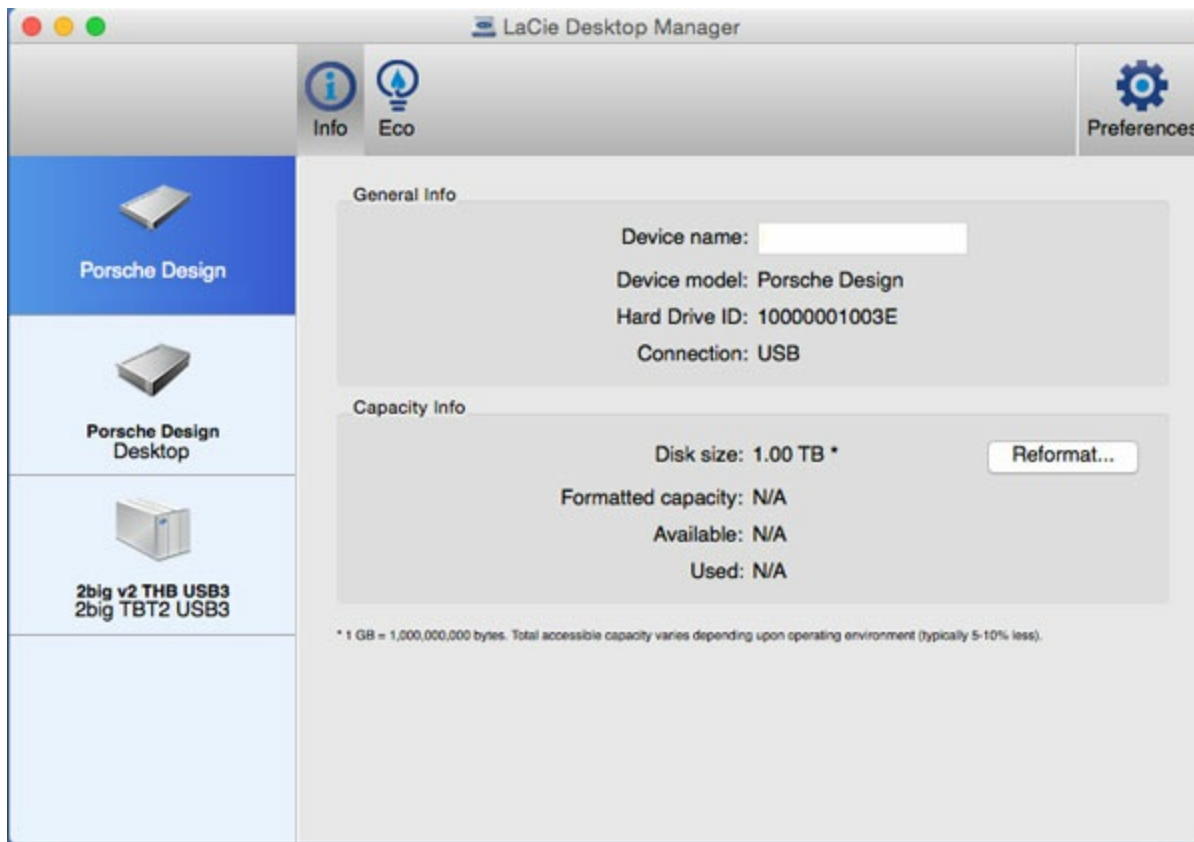 LaCie Desktop Manager
Info
Eco
Preferences
Porsche Design
Porsche Design
Desktop
2big v2 THB USB3
2big TBT2 USB3
General Info
Device name:
Device model: Porsche Design
Hard Drive ID: 10000001003E
Connection: USB
Capacity Info
Disk size: 1.00 TB *
Reformat...
Formatted capacity: N/A
Available: N/A
Used: N/A
* 1 GB = 1,000,000,000 bytes. Total accessible capacity varies depending upon operating environment (typically 5-10% less).